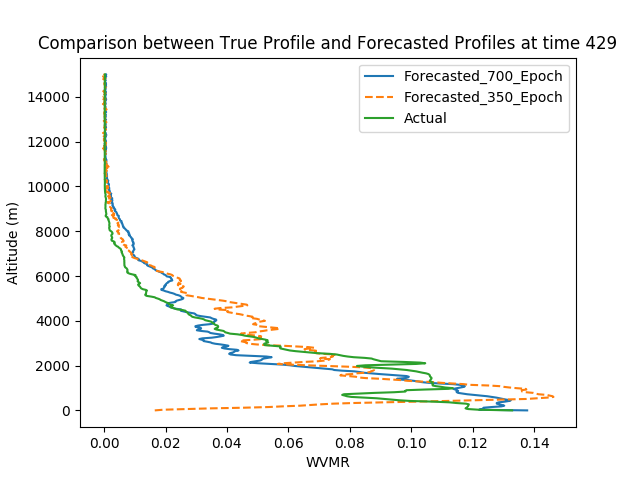 Comparison between True Profile and Forecasted Profiles at time 429
Forecasted_700_Epoch
Forecasted_350_Epoch
Actual
14000
12000
10000
8000
6000
4000
2000
0
Altitude (m)
0.00 0.02 0.04 0.06 0.08 0.10 0.12 0.14
WVMR